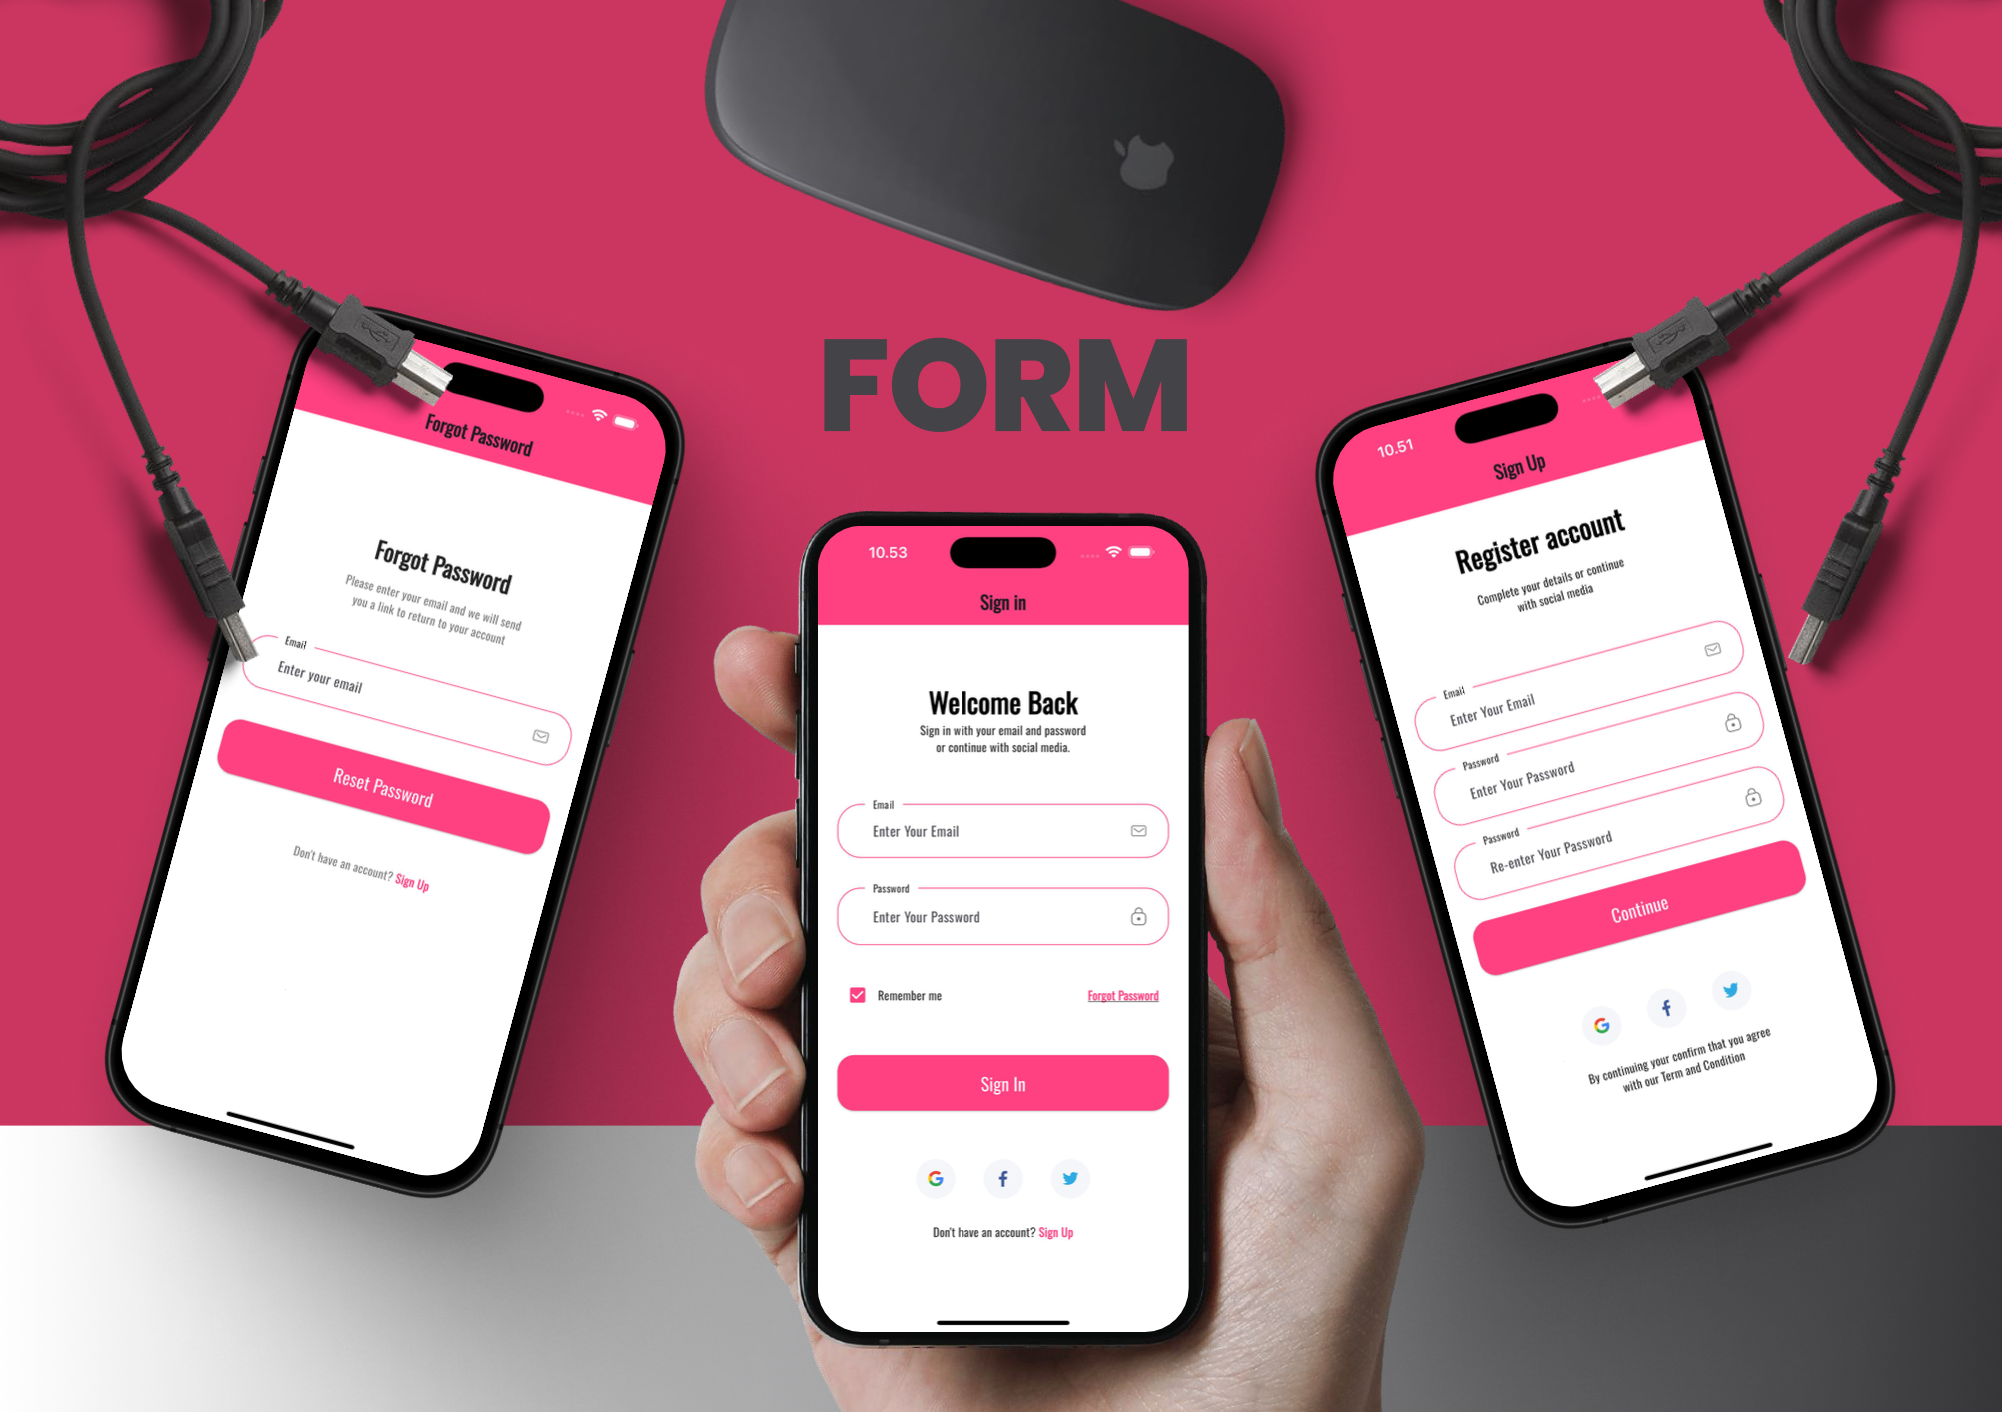 FORM
Forgot Password
Forgot Password
Please enter your email and we will send
you a link to return to your account
Email
Enter your email
Reset Password
Don't have an account? Sign Up
10.53
Sign in
Welcome Back
Sign in with your email and password
or continue with social media.
Email
Enter Your Email
Password
Enter Your Password
Remember me
Forgot Password
Sign In
G f
Don't have an account? Sign Up
10.51
Sign Up
Register account
Complete your details or continue
with social media
Email
Enter Your Email
Password
Enter Your Password
Password
Re-enter Your Password
Continue
G f
By continuing your confirm that you agree
with our Term and Condition